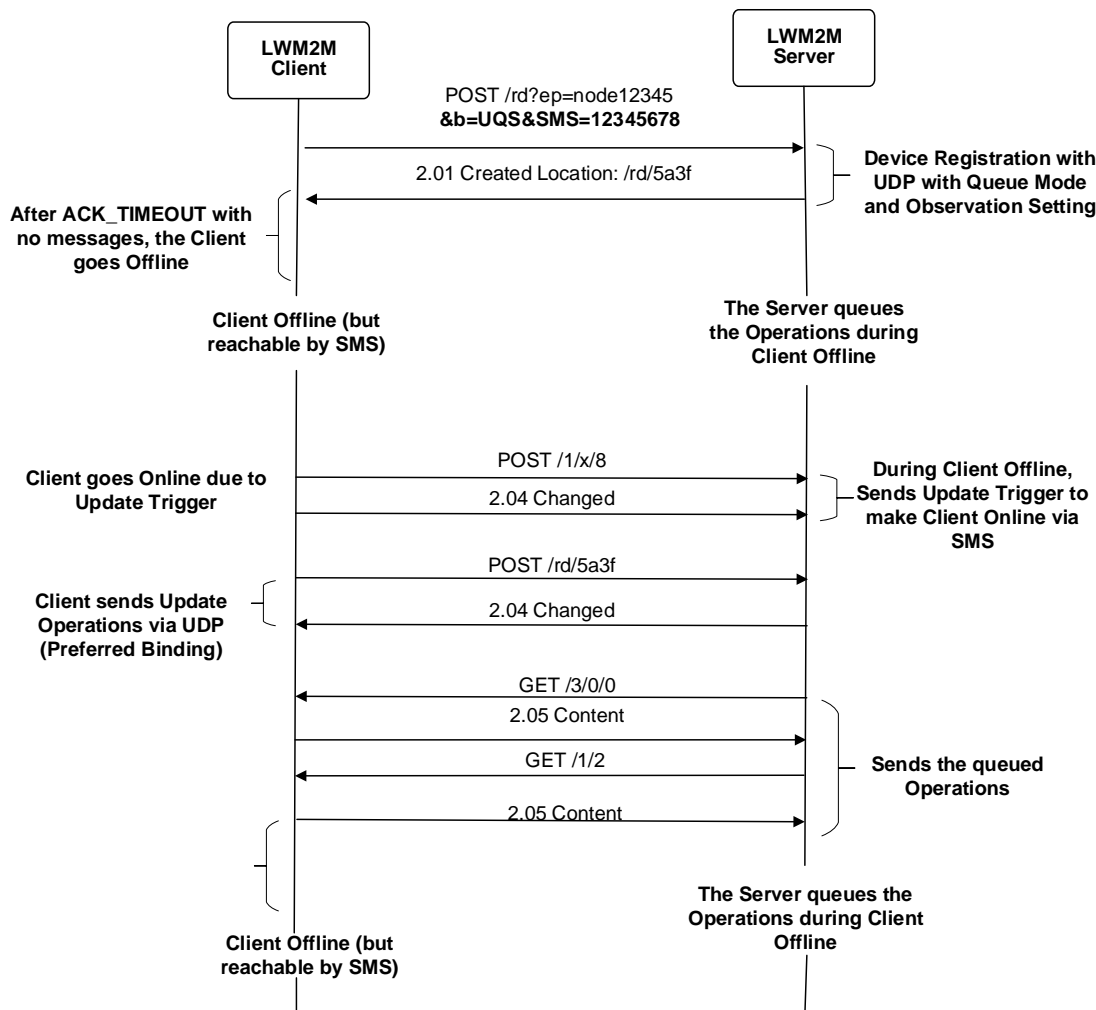 LWM2M
Client
LWM2M
Server
POST /rd?ep=node12345
&b=UQS&SMS=12345678
2.01 Created Location: /rd/5a3f
Device Registration with
UDP with Queue Mode
and Observation Setting
After ACK_TIMEOUT with
no messages, the Client
goes Offline
Client Offline (but
reachable by SMS)
The Server queues
the Operations during
Client Offline
POST /1/x/8
Client goes Online due to
Update Trigger
2.04 Changed
During Client Offline,
Sends Update Trigger to
make Client Online via
SMS
POST /rd/5a3f
Client sends Update
Operations via UDP
(Preferred Binding)
2.04 Changed
GET /3/0/0
2.05 Content
GET /1/2
Sends the queued
Operations
2.05 Content
The Server queues the
Operations during Client
Offline
Client Offline (but
reachable by SMS)